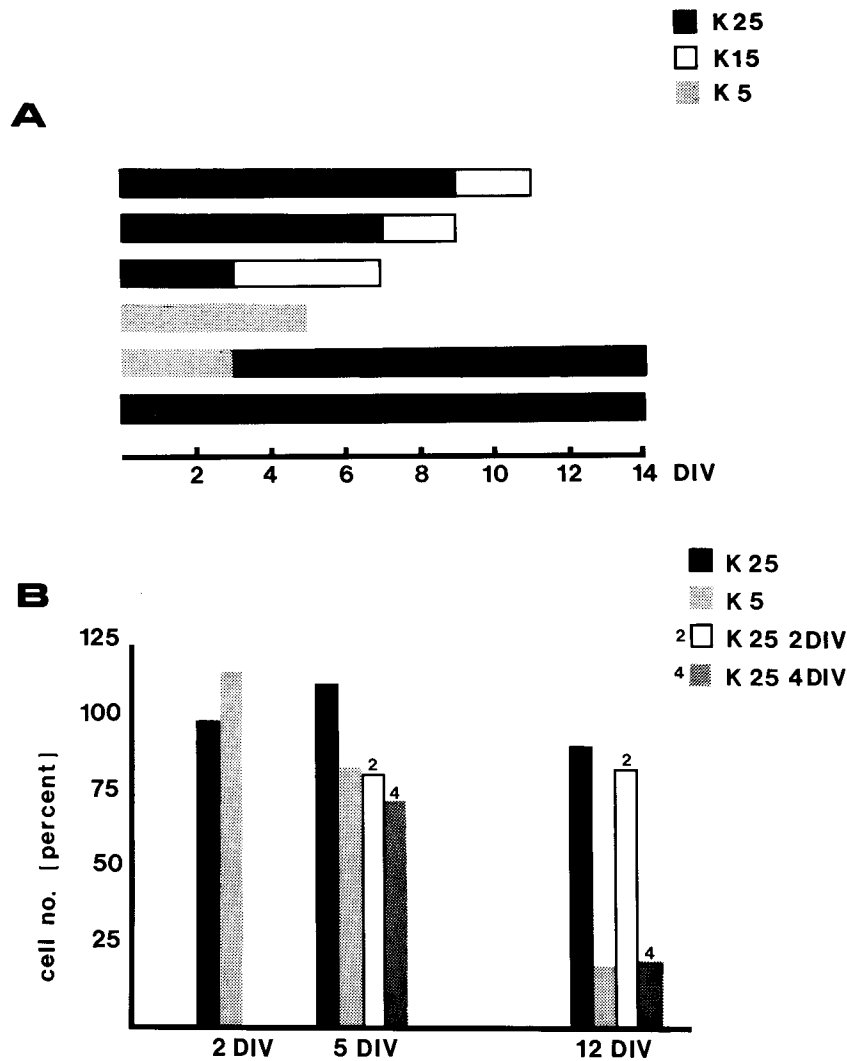 K25
K15
K 5
A
2 4 6 8 10 12 14 DIV
B
K 25
K 5
2 K 25 2DIV
4 K 25 4DIV
125
100
75
50
25
cell no. [percent]
2
4
2
4
2 DIV 5 DIV 12 DIV